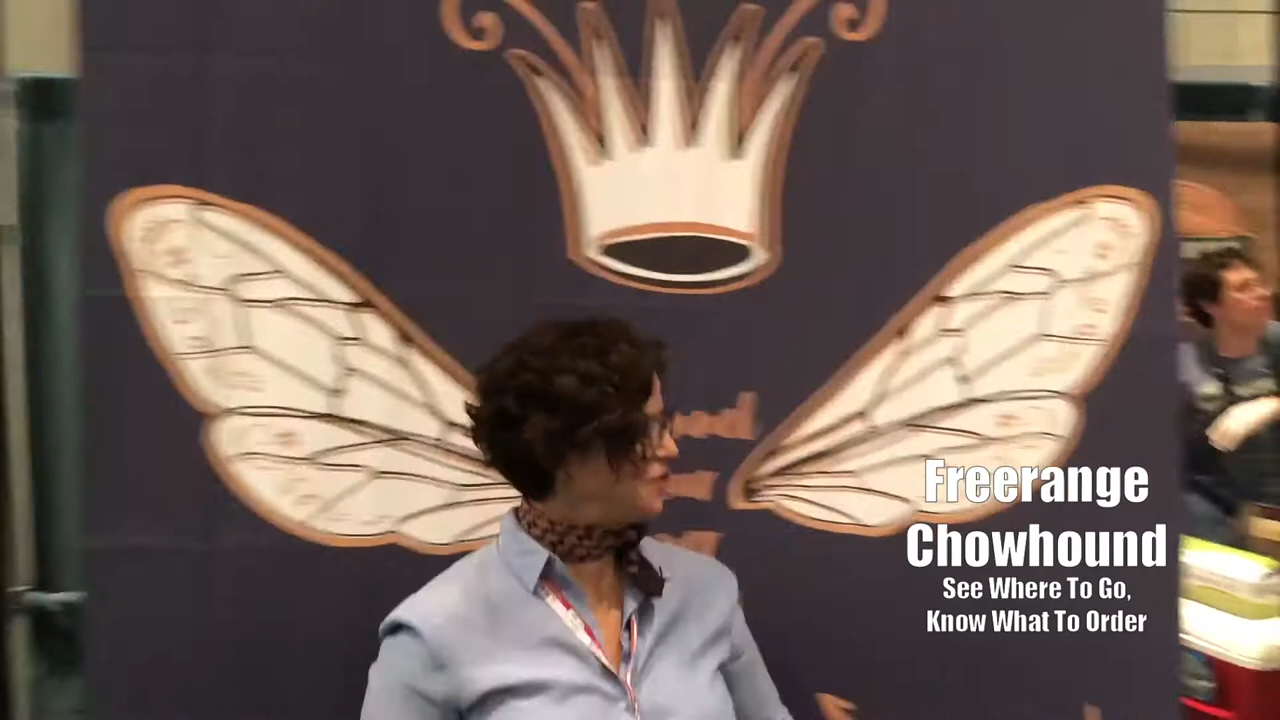 Freerange
Chowhound
See Where To Go,
Know What To Order